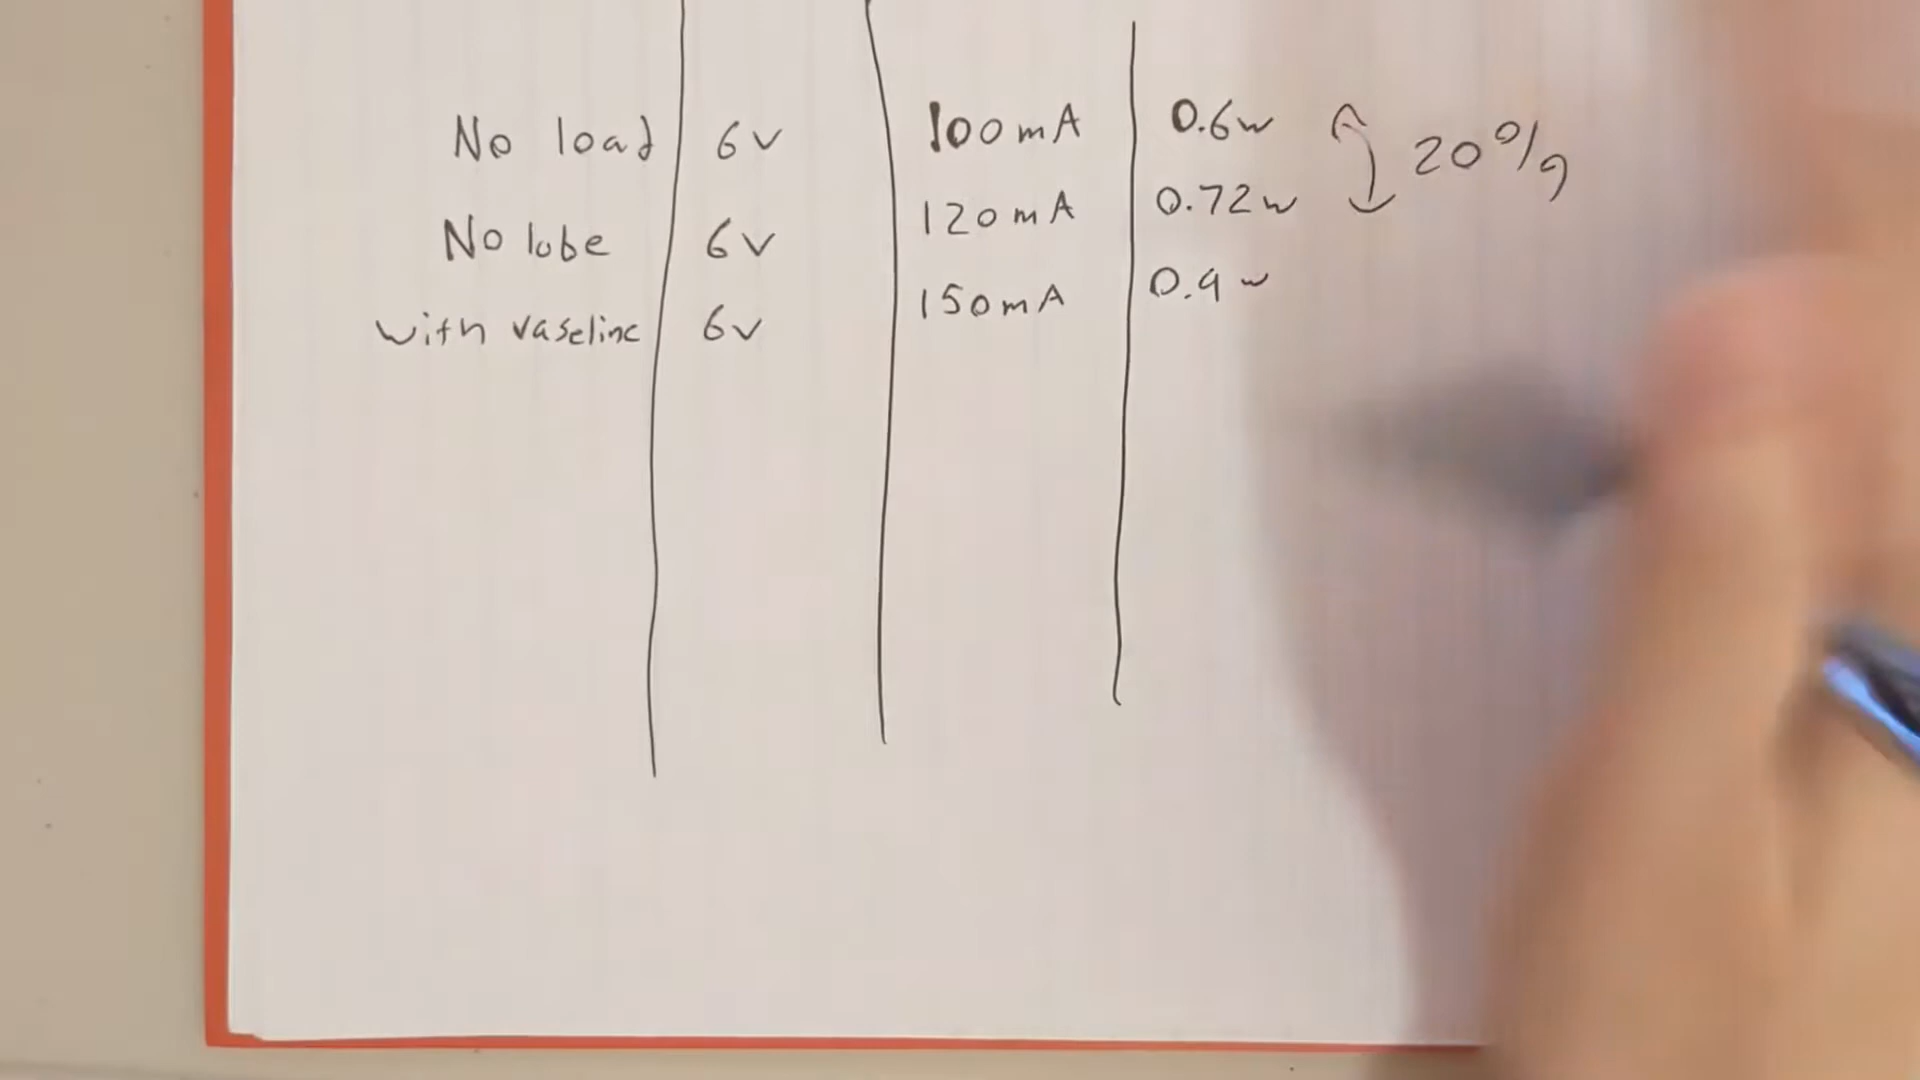 No load 6v 100mA 0.6w 20%
No lube 6v 120mA 0.72w
with vaseline 6v 150mA 0.9w